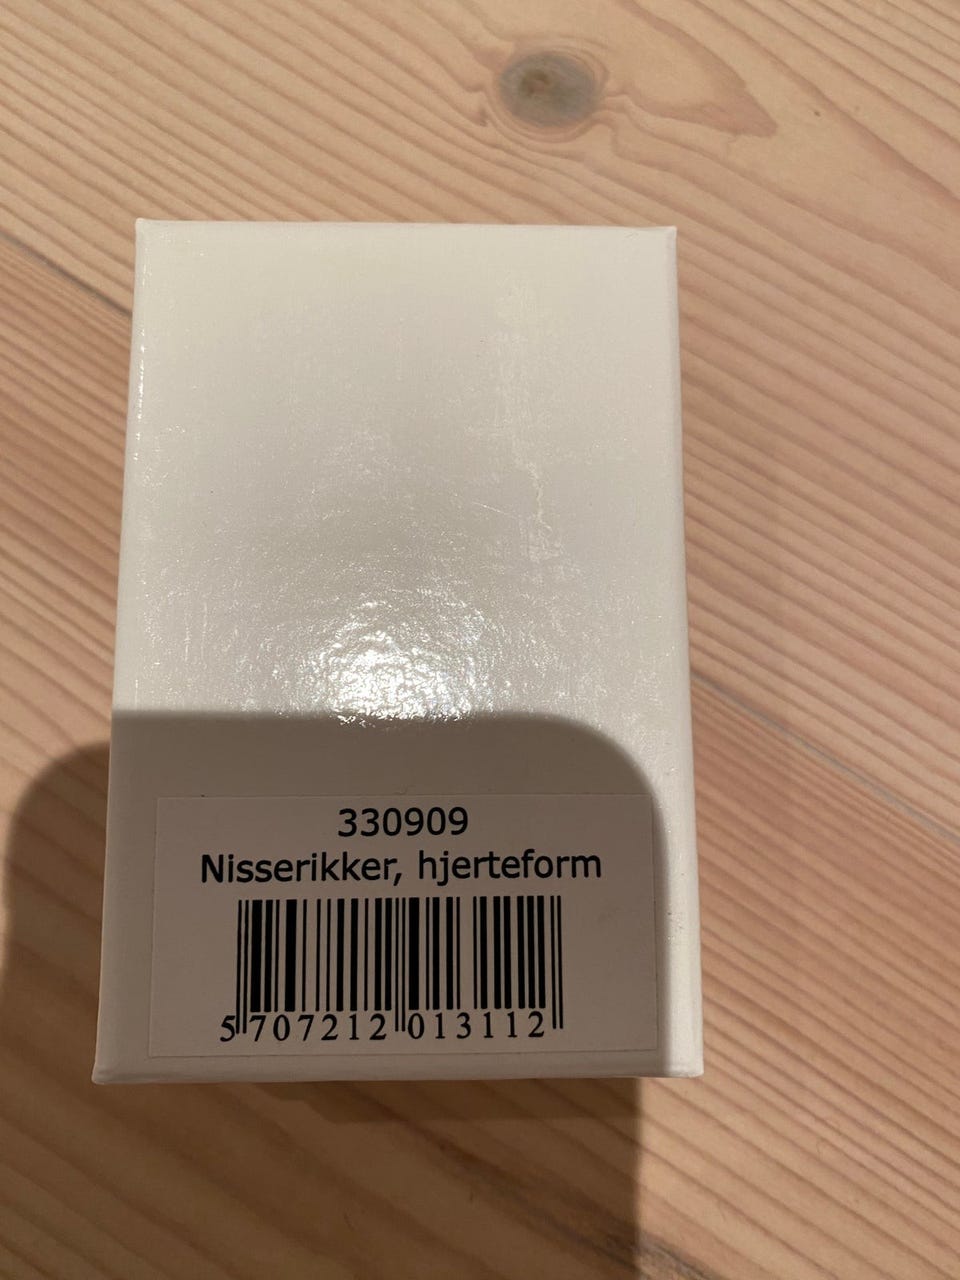 330909
Nisserikker, hjerteform
5 707212 013112